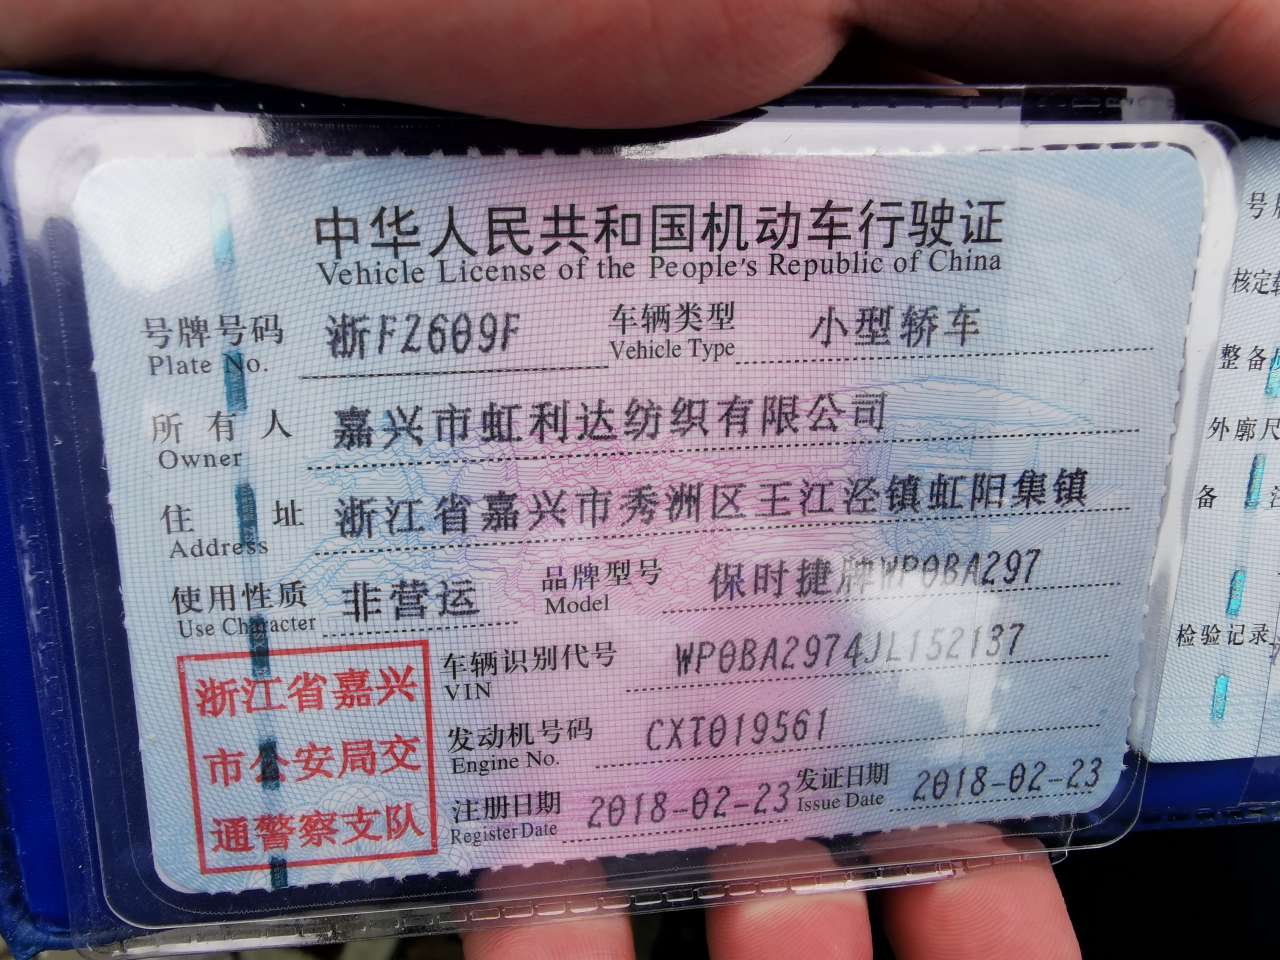 中华人民共和国机动车行驶证
Vehicle License of the People's Republic of China
号牌号码 浙FZ609F 车辆类型 小型轿车
Plate No. Vehicle Type
所有人 嘉兴市虹利达纺织有限公司
Owner
住址 浙江省嘉兴市秀洲区王江泾镇虹阳集镇
Address
使用性质 非营运 品牌型号 保时捷牌WP0BA297
Use Character Model
浙江省嘉兴
市公安局交
通警察支队
车辆识别代号 WP0BA2974JL152137
VIN
发动机号码 CXT019561
Engine No.
注册日期 2018-02-23 发证日期 2018-02-23
Register Date Issue Date
号
核定
整备
外廓尺
备
检验记录